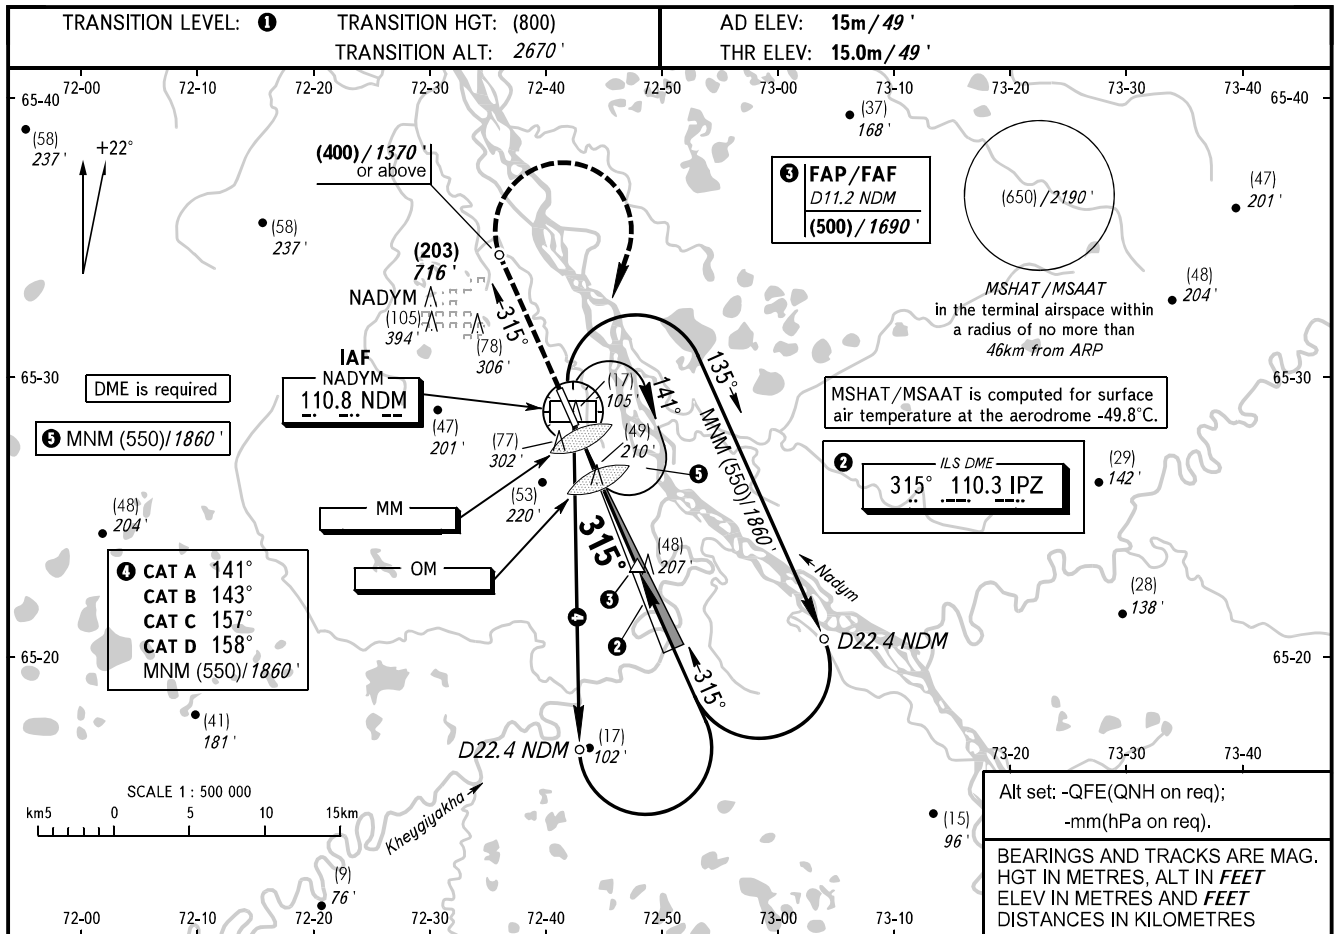 TRANSITION LEVEL: ❶
TRANSITION HGT: (800)
TRANSITION ALT: 2670 '
AD ELEV: 15m / 49 '
THR ELEV: 15.0m / 49 '
72-00 72-10 72-20 72-30 72-40 72-50 73-00 73-10 73-20 73-30 73-40
65-40
65-40
(58)
237 '
+22°
(58)
237 '
(400) / 1370 '
or above
(37)
168 '
❸ FAP/FAF
D11.2 NDM
(500) / 1690 '
(650) / 2190 '
(47)
201 '
(48)
204 '
MSHAT / MSAAT
in the terminal airspace within
a radius of no more than
46km from ARP
(203)
716 '
NADYM
(105)
394 '
(78)
306 '
315°
65-30
65-30
DME is required
❺ MNM (550)/ 1860 '
IAF
NADYM
110.8 NDM
(17)
105 '
141°
135°
MNM (550)/ 1860 '
MSHAT/MSAAT is computed for surface
air temperature at the aerodrome -49.8°C.
(47)
201 '
(77)
302 '
(49)
210 '
❺
(53)
220 '
❷ ILS DME
315° 110.3 IPZ
(29)
142 '
(48)
204 '
MM
OM
315°
(48)
207 '
❸
❷
❹
Nadym
(28)
138 '
❹ CAT A 141°
CAT B 143°
CAT C 157°
CAT D 158°
MNM (550)/ 1860 '
65-20
65-20
D22.4 NDM
315°
(41)
181 '
D22.4 NDM
(17)
102 '
Kheygiyakha
SCALE 1 : 500 000
km5 0 5 10 15km
(9)
76 '
(15)
96 '
73-20 73-30 73-40
Alt set: -QFE(QNH on req);
-mm(hPa on req).
BEARINGS AND TRACKS ARE MAG.
HGT IN METRES, ALT IN FEET
ELEV IN METRES AND FEET
DISTANCES IN KILOMETRES
72-00 72-10 72-20 72-30 72-40 72-50 73-00 73-10